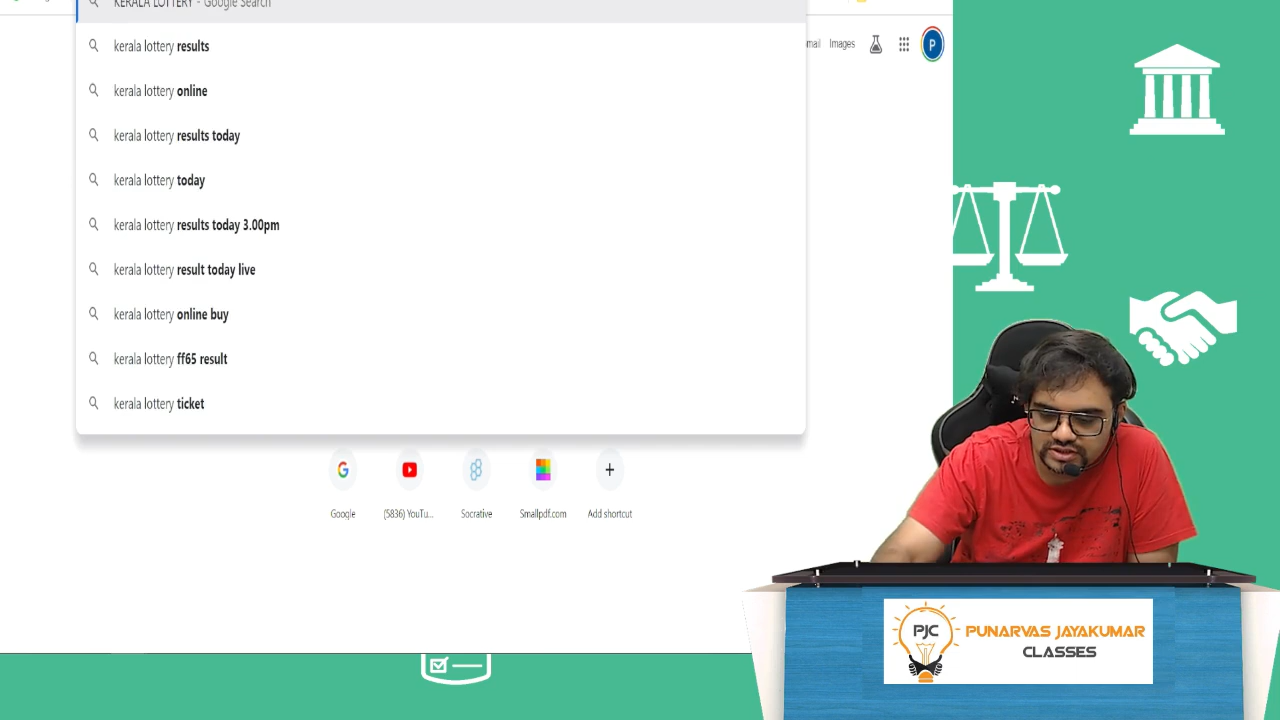 KERALA LOTTERY - Google Search
kerala lottery results
mail Images
P
kerala lottery online
kerala lottery results today
kerala lottery today
kerala lottery results today 3.00pm
kerala lottery result today live
kerala lottery online buy
kerala lottery ff65 result
kerala lottery ticket
Google
(5836) YouTu...
Socrative
Smallpdf.com
Add shortcut
PJC
PUNARVAS JAYAKUMAR
CLASSES